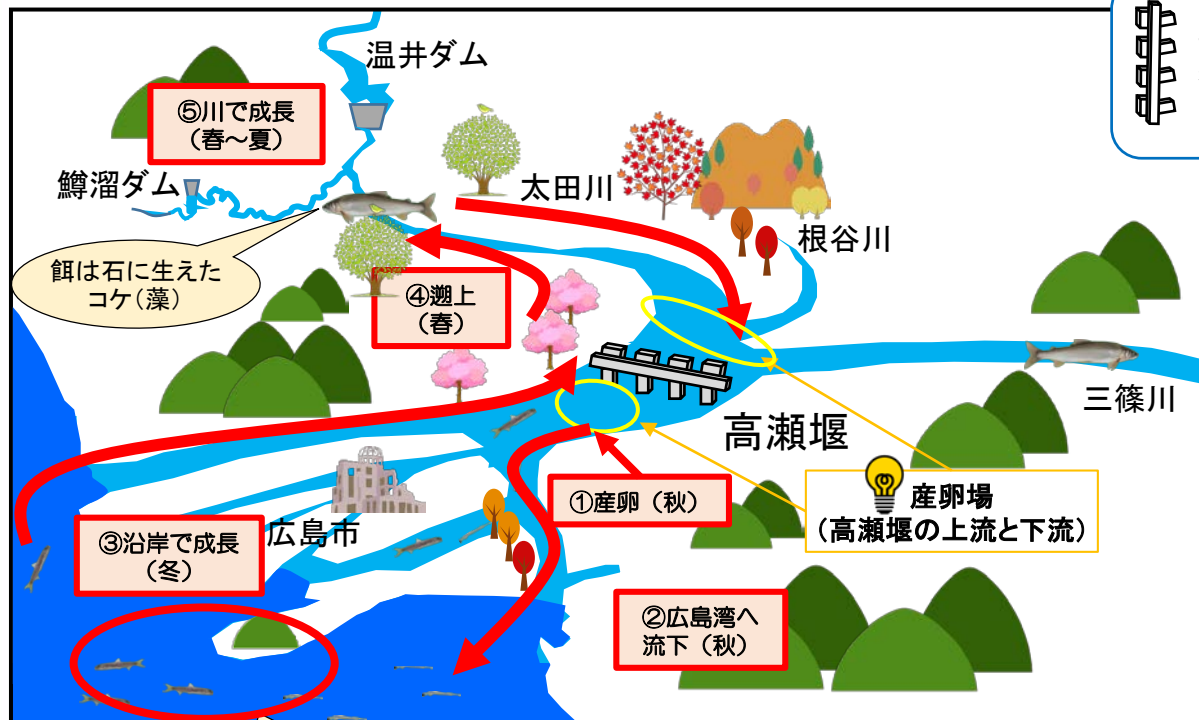 温井ダム
⑤川で成長
(春～夏)
鱒溜ダム
太田川
根谷川
餌は石に生えた
コケ(藻)
④遡上
(春)
三篠川
高瀬堰
産卵場
(高瀬堰の上流と下流)
①産卵（秋）
広島市
③沿岸で成長
(冬)
②広島湾へ
流下（秋）